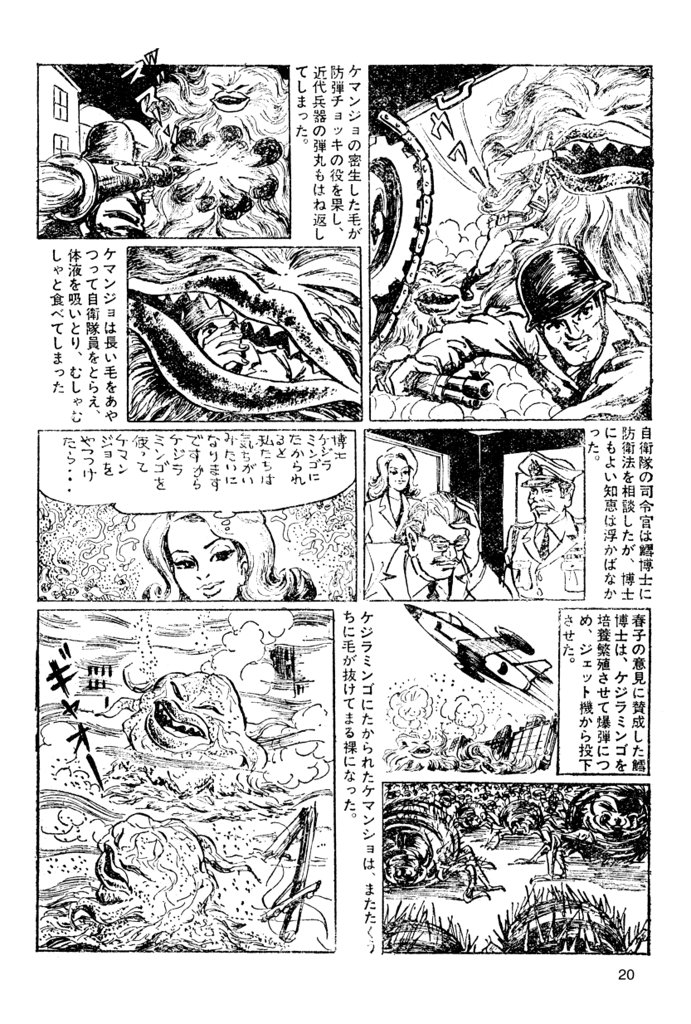 グワフー
ズウ
ケマンジョの密生した毛が
防弾チョッキの役を果し、
近代兵器の弾丸もはね返し
てしまった。
ケマンジョは長い毛をあや
つって自衛隊員をとらえ、
体液を吸いとり、むしゃむ
しゃと食べてしまった
自衛隊の司令官は鰐博士に
防衛法を相談したが、博士
にもよい知恵は浮かばなか
った。
博士
ケジラ
ミンゴに
たかられ
ると
私たちは
気ちがい
みたいに
なります
ですから
ケジラ
ミンゴを
使って
ケマン
ジョを
やっつけ
たら・・・
春子の意見に賛成した鰐
博士は、ケジラミンゴを
培養繁殖させて爆弾につ
め、ジェット機から投下
させた。
ケジラミンゴにたかられたケマンショは、またたくう
ちに毛が抜けてまる裸になった。
ギャオー
20